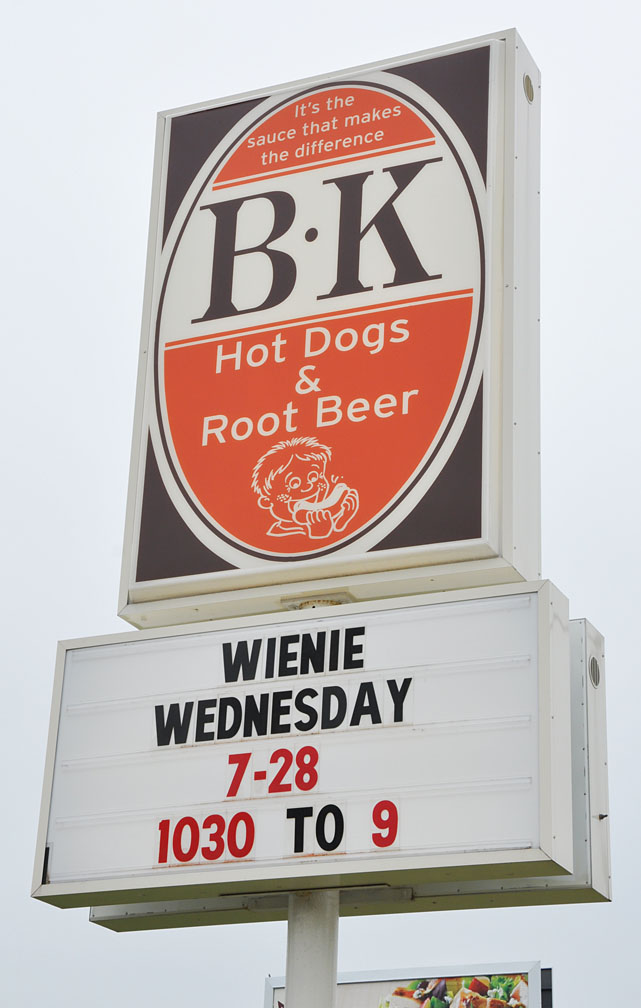 It's the
sauce that makes
the difference
B·K
Hot Dogs
&
Root Beer
WIENIE
WEDNESDAY
7-28
1030 TO 9